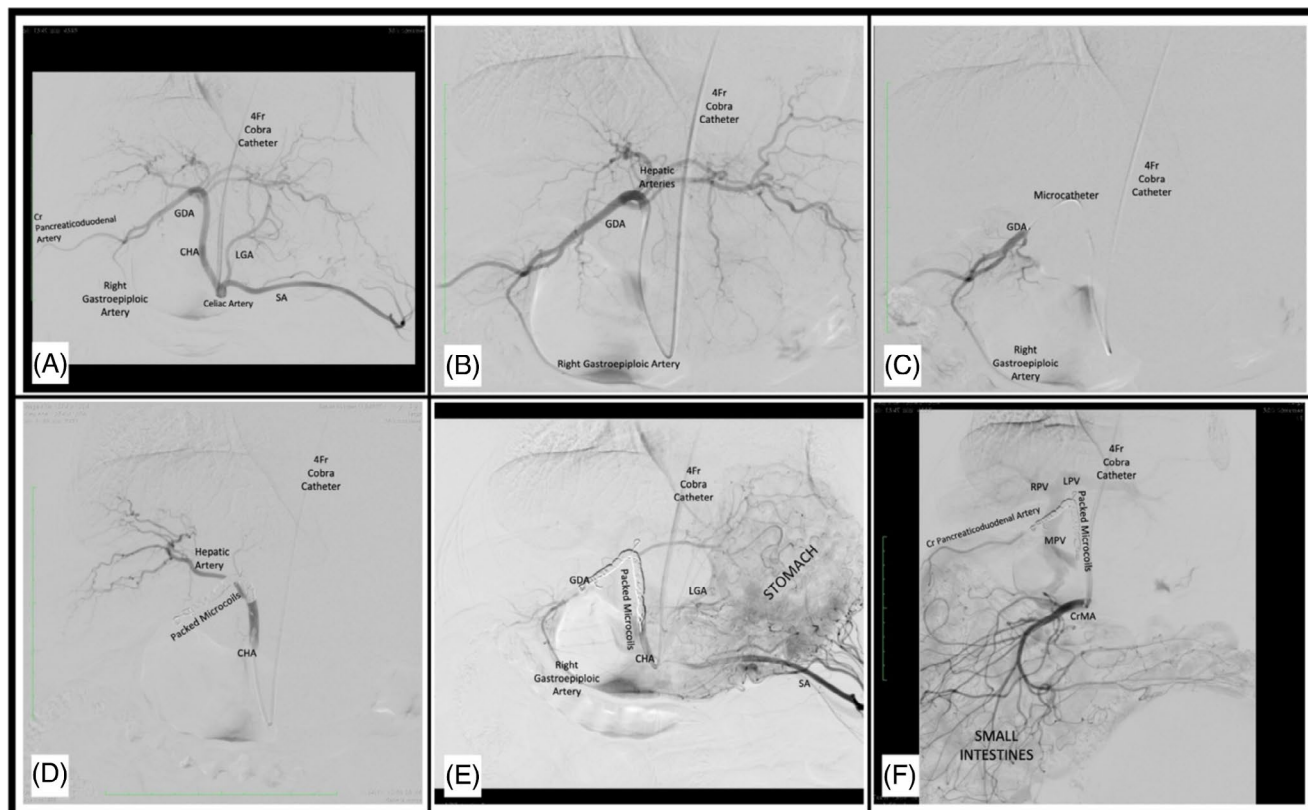 4Fr
Cobra
Catheter
Cr
Pancreaticoduodenal
Artery
GDA
CHA
LGA
Right
Gastroepiploic
Artery
Celiac Artery
SA
(A)
4Fr
Cobra
Catheter
Hepatic
Arteries
GDA
Right Gastroepiploic Artery
(B)
4Fr
Cobra
Catheter
Microcatheter
GDA
Right
Gastroepiploic
Artery
(C)
4Fr
Cobra
Catheter
Hepatic
Artery
Packed Microcoils
CHA
(D)
4Fr
Cobra
Catheter
GDA
Packed Microcoils
LGA
STOMACH
CHA
Right
Gastroepiploic
Artery
SA
(E)
4Fr
Cobra
Catheter
RPV
LPV
Packed Microcoils
Cr Pancreaticoduodenal Artery
MPV
CrMA
SMALL
INTESTINES
(F)